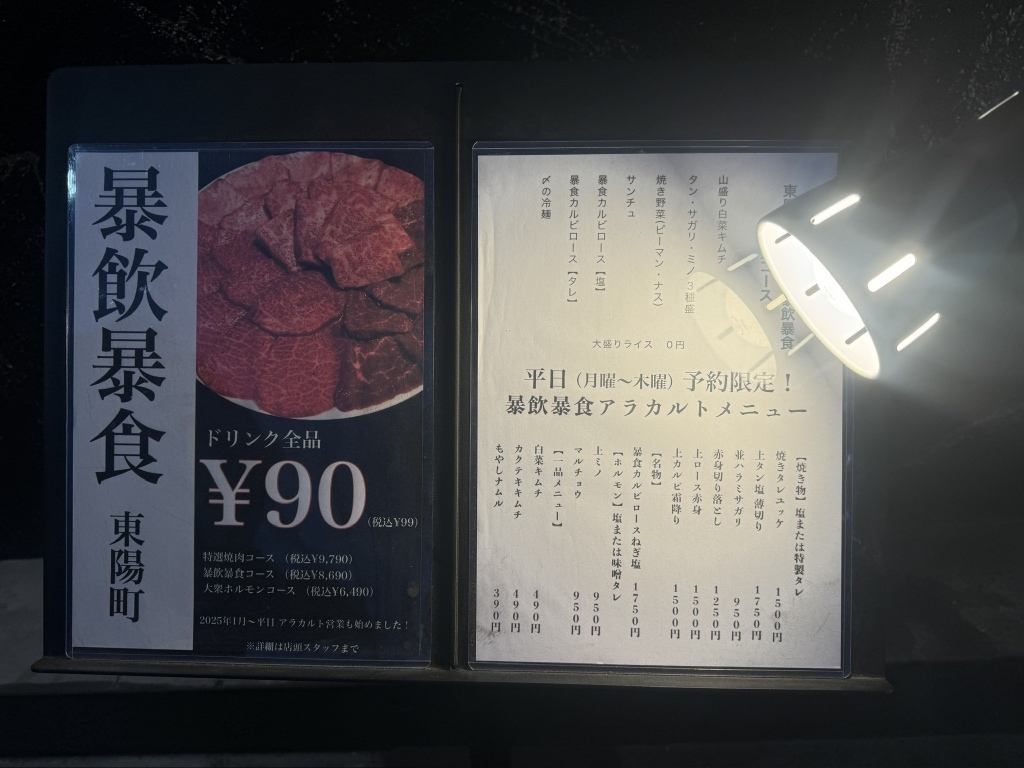 暴飲暴食 東陽町
ドリンク全品
¥90
(税込¥99)
特選焼肉コース (税込¥9,790)
暴飲暴食コース (税込¥8,690)
大衆ホルモンコース (税込¥6,490)
2025年1月~平日 アラカルト営業も始めました!
※詳細は店頭スタッフまで
東
飲暴食
コース
山盛り白菜キムチ
タン・サガリ・ミノ 3種盛
焼き野菜(ピーマン・ナス)
サンチュ
暴食カルビロース【塩】
暴食カルビロース【タレ】
〆の冷麺
大盛りライス 0円
平日(月曜~木曜)予約限定!
暴飲暴食アラカルトメニュー
【焼き物】塩または特製タレ
焼きタレユッケ 1500円
上タン塩薄切り 1750円
並ハラミサガリ 950円
赤身切り落とし 1250円
上ロース赤身 1500円
上カルビ霜降り 1500円
【名物】
暴食カルビロースねぎ塩 1750円
【ホルモン】塩または味噌タレ
上ミノ 950円
マルチョウ 950円
【一品メニュー】
白菜キムチ 490円
カクテキキムチ 490円
もやしナムル 390円